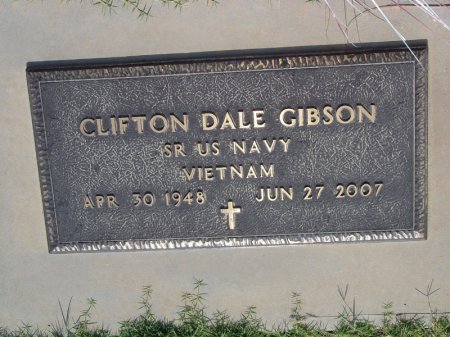 CLIFTON DALE GIBSON
SR US NAVY
VIETNAM
APR 30 1948 JUN 27 2007